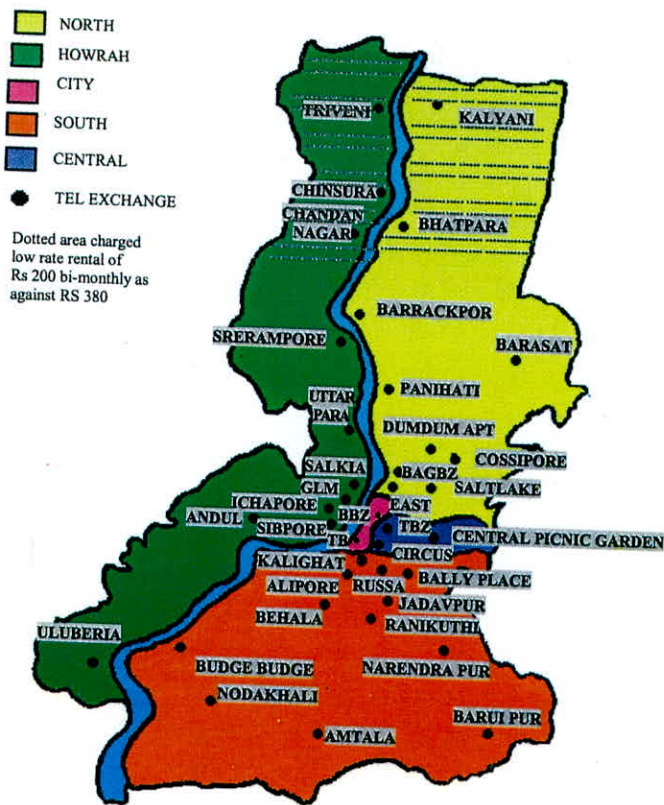 NORTH
HOWRAH
CITY
SOUTH
CENTRAL
TEL EXCHANGE
Dotted area charged
low rate rental of
Rs 200 bi-monthly as
against RS 380
TRIVENI
KALYANI
CHINSURA
CHANDAN
NAGAR
BHATPARA
BARRACKPOR
SRERAMPORE
BARASAT
PANIHATI
UTTAR
PARA
DUMDUM APT
COSSIPORE
SALKIA
BAGBZ
GLM
SALTLAKE
ICHAPORE
EAST
BBZ
ANDUL
SIBPORE
TBZ
TB
CENTRAL PICNIC GARDEN
CIRCUS
KALIGHAT
ALIPORE
RUSSA
BALLY PLACE
BEHALA
JADAVPUR
RANIKUTHI
ULUBERIA
BUDGE BUDGE
NARENDRA PUR
NODAKHALI
AMTALA
BARUI PUR